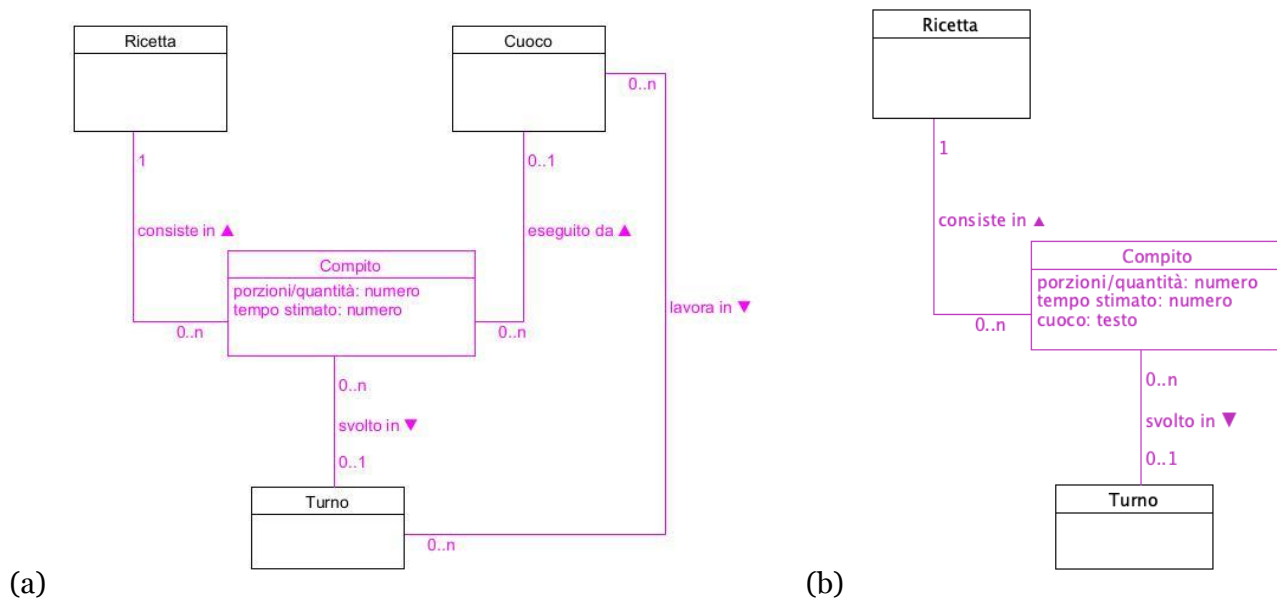 Ricetta
Cuoco
0..n
1
0..1
consiste in ▲
eseguito da ▲
Compito
porzioni/quantità: numero
tempo stimato: numero
0..n
0..n
lavora in ▼
0..n
svolto in ▼
0..1
Turno
0..n
(a)
Ricetta
1
consiste in ▲
Compito
porzioni/quantità: numero
tempo stimato: numero
cuoco: testo
0..n
0..n
svolto in ▼
0..1
Turno
(b)